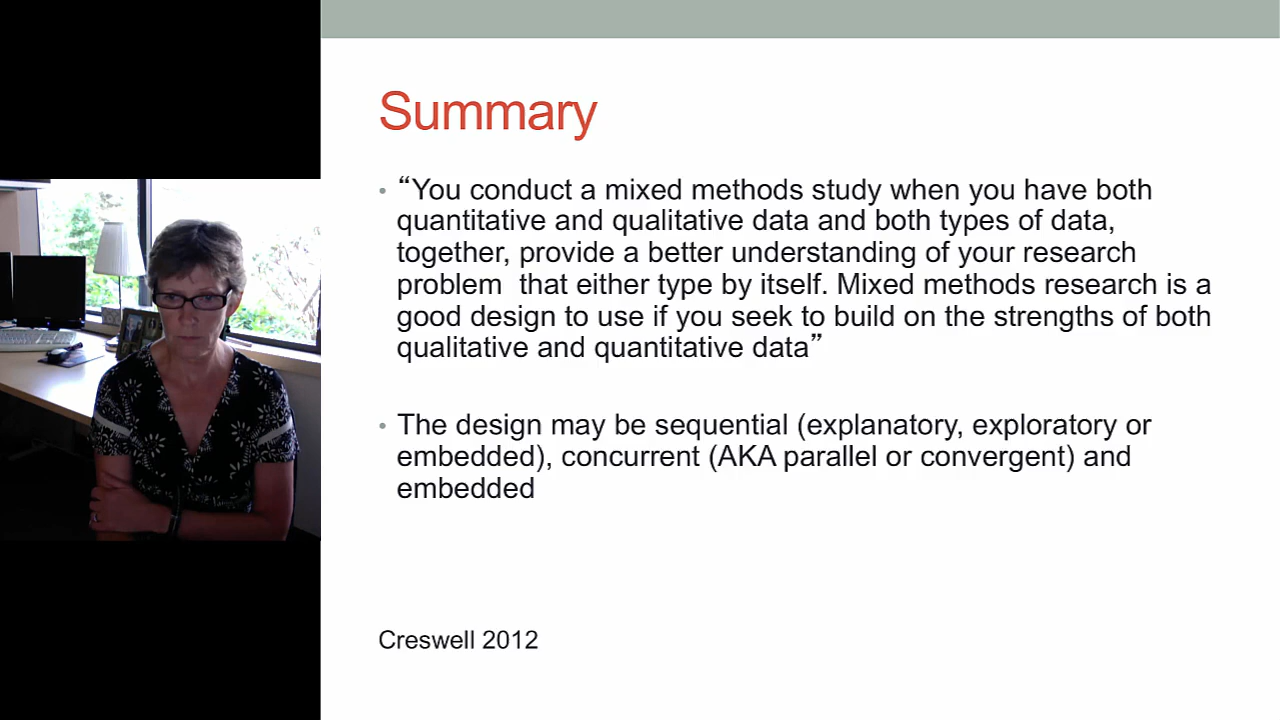 Summary
• “You conduct a mixed methods study when you have both
quantitative and qualitative data and both types of data,
together, provide a better understanding of your research
problem  that either type by itself. Mixed methods research is a
good design to use if you seek to build on the strengths of both
qualitative and quantitative data”
• The design may be sequential (explanatory, exploratory or
embedded), concurrent (AKA parallel or convergent) and
embedded
Creswell 2012